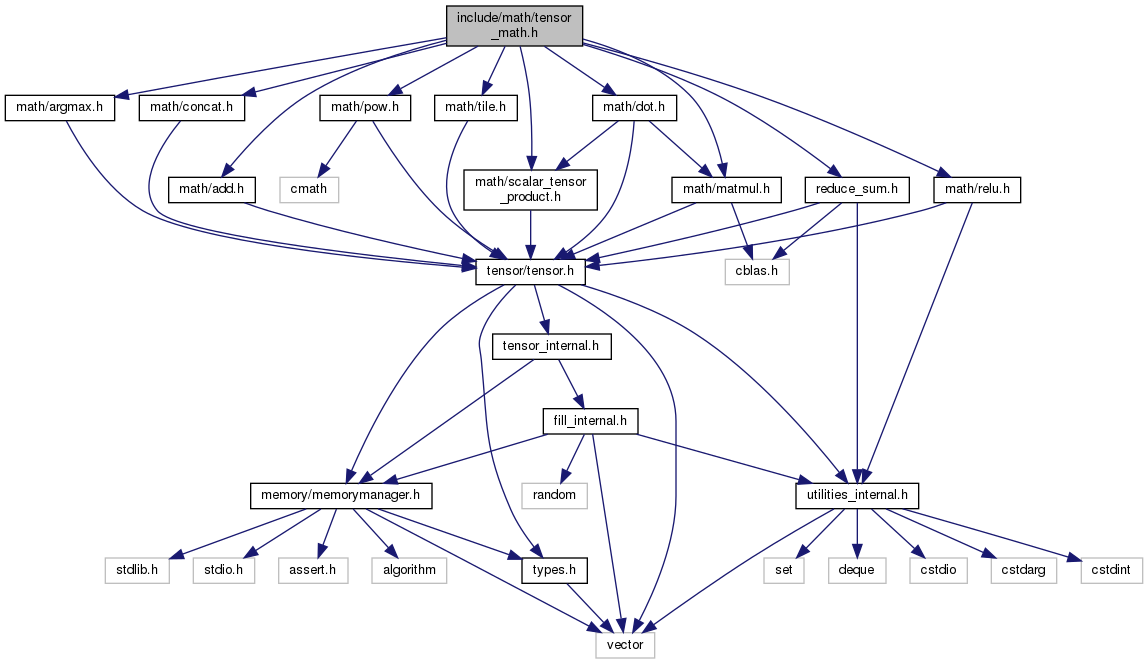 include/math/tensor
_math.h
math/argmax.h
math/concat.h
math/pow.h
math/tile.h
math/dot.h
math/add.h
cmath
math/scalar_tensor
_product.h
math/matmul.h
reduce_sum.h
math/relu.h
tensor/tensor.h
cblas.h
tensor_internal.h
fill_internal.h
memory/memorymanager.h
random
utilities_internal.h
stdlib.h
stdio.h
assert.h
algorithm
types.h
set
deque
cstdio
cstdarg
cstdint
vector